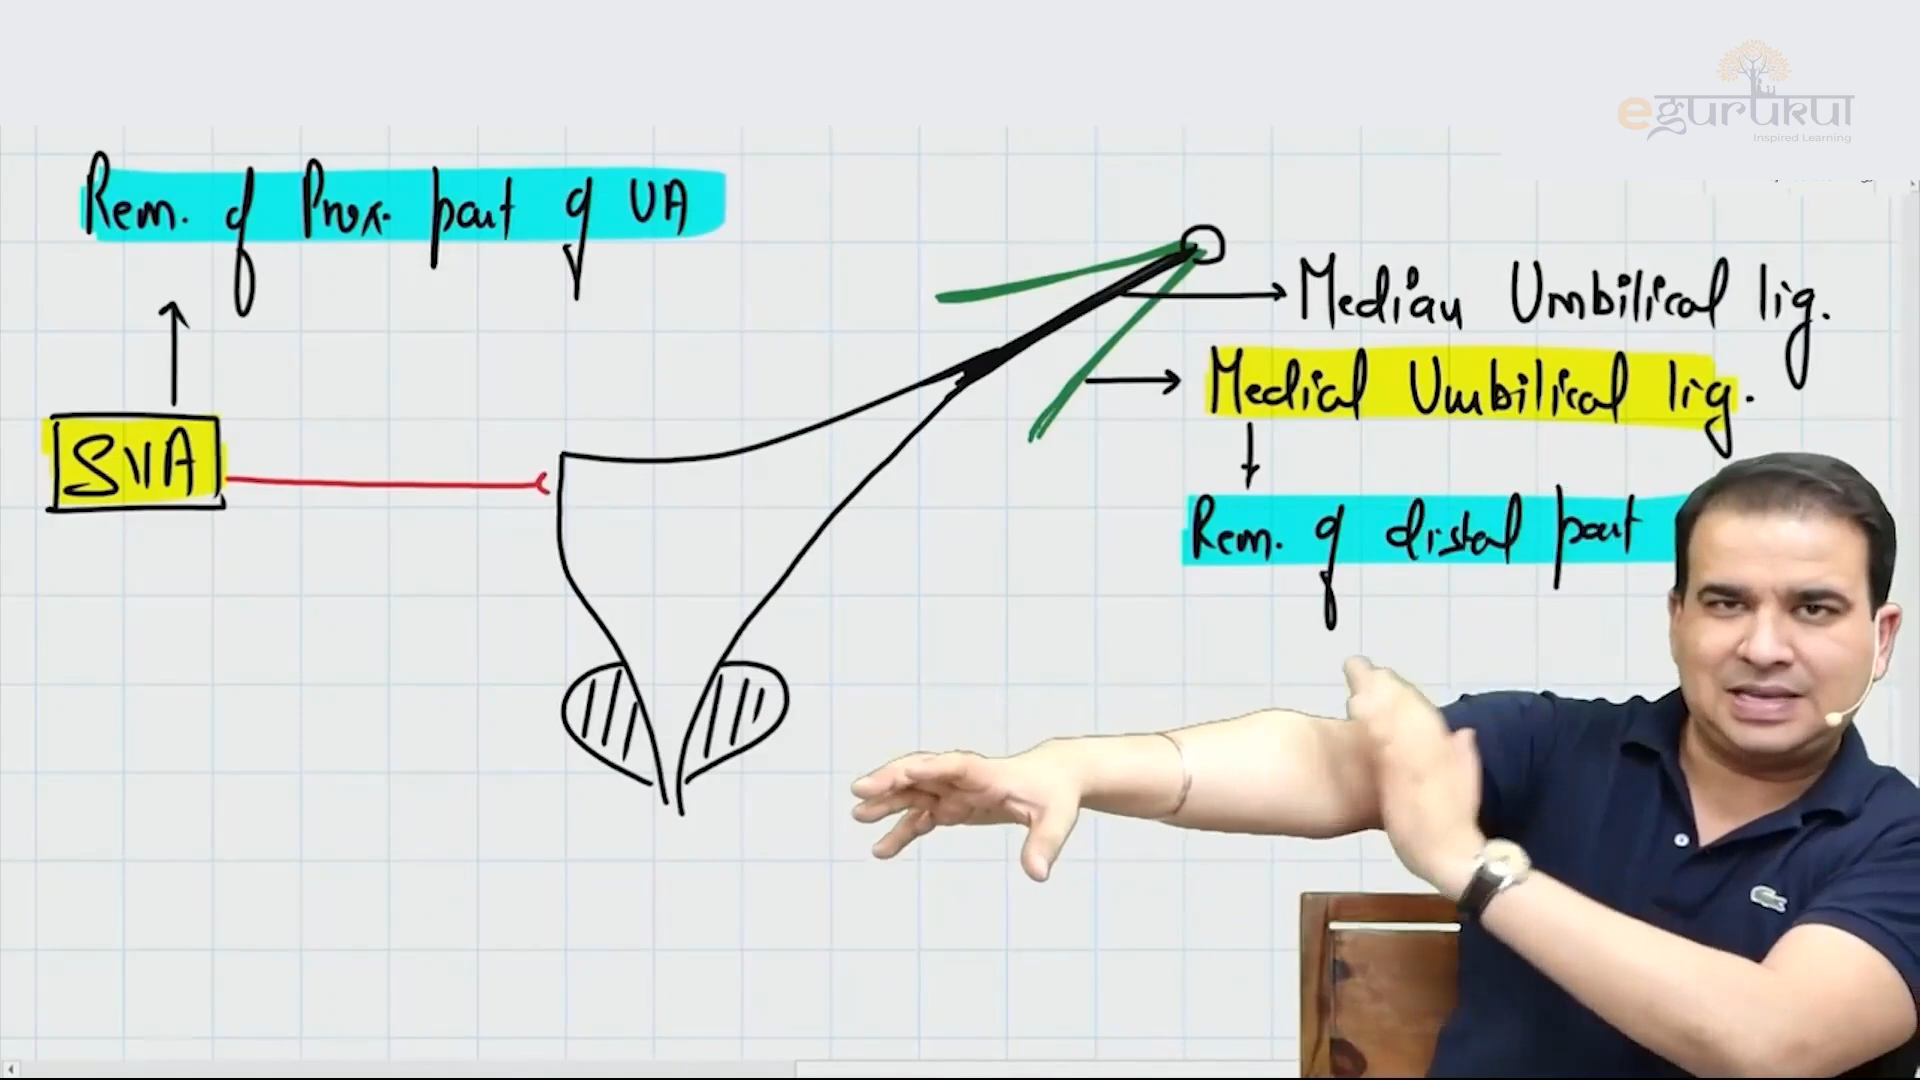 eगुरुकुल
Inspired Learning
Rem. of Prox. part of UA
Median Umbilical lig.
Medial Umbilical lig.
SVA
Rem. of distal part